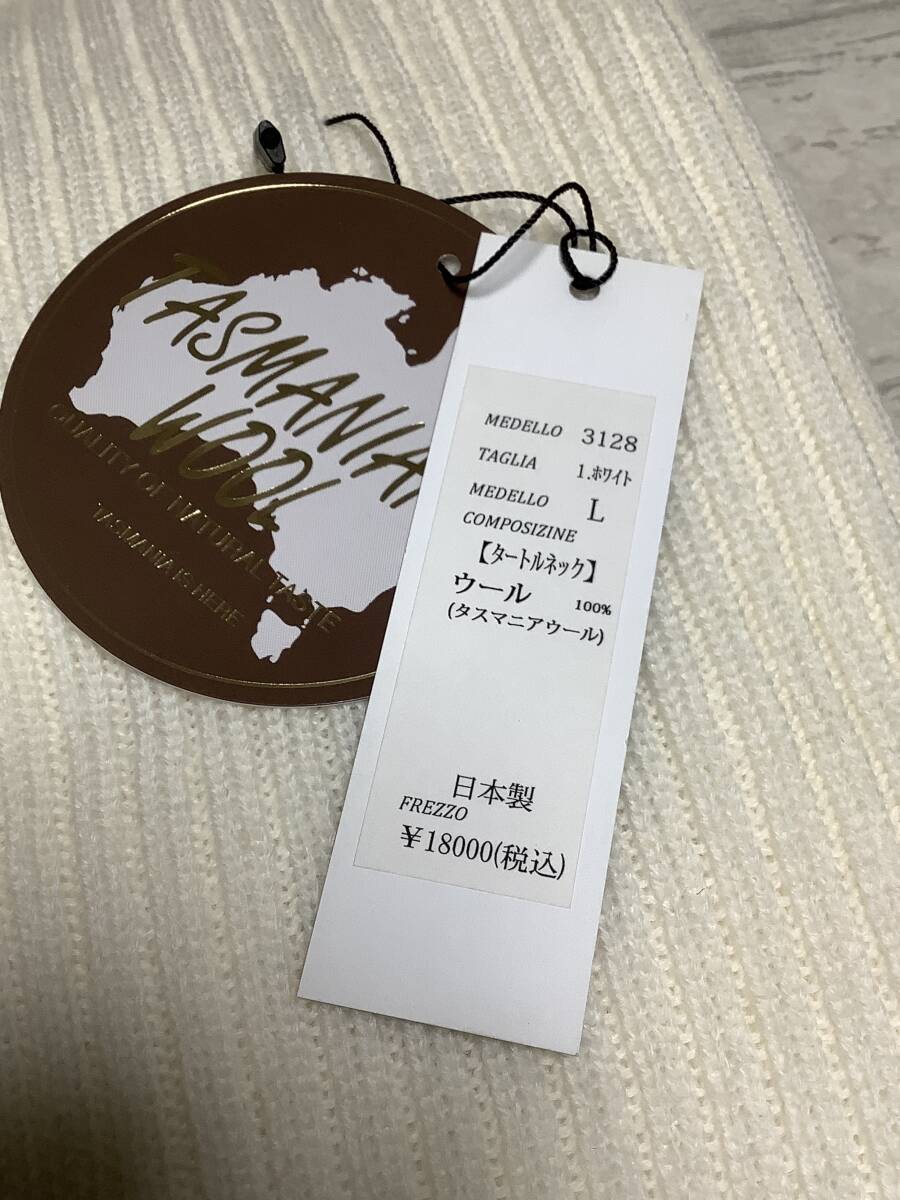 TASMANIA
WOOL
QUALITY OF NATURAL TASTE
TASMANIA IS HERE
MEDELLO 3128
TAGLIA 1.ホワイト
MEDELLO L
COMPOSIZINE
【タートルネック】
ウール 100%
(タスマニアウール)
日本製
FREZZO
¥18000(税込)